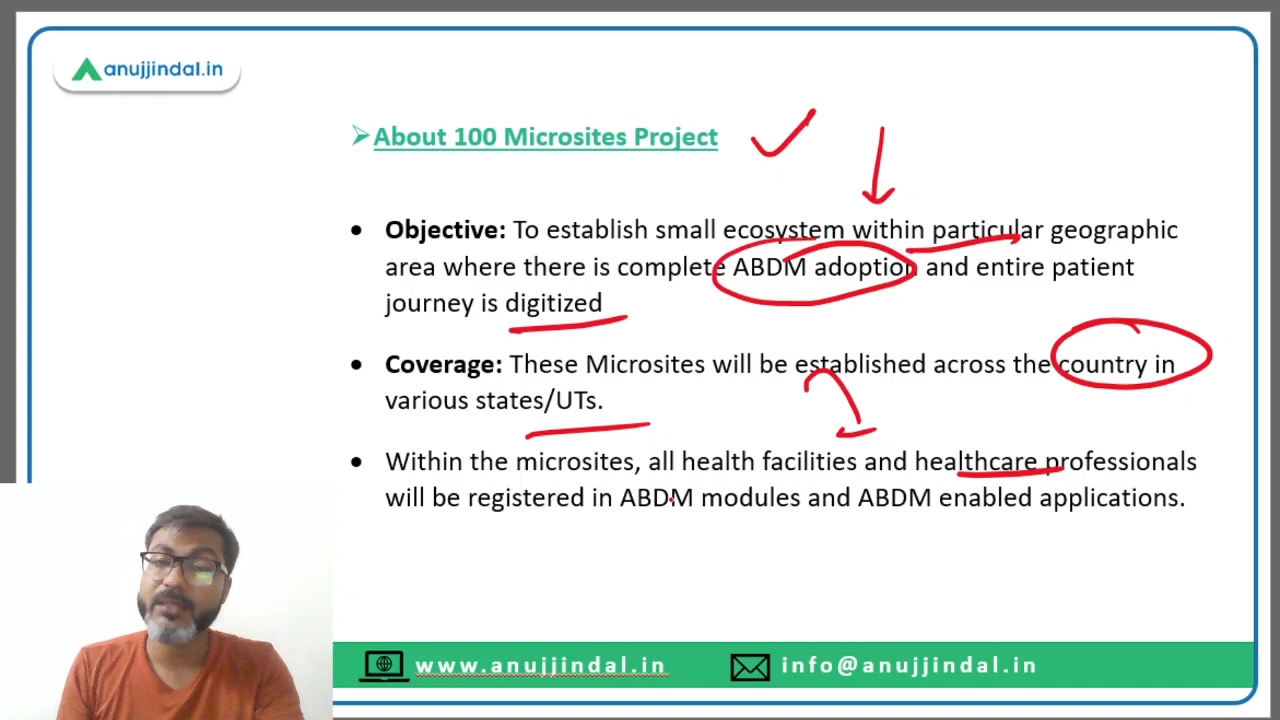 anujjindal.in
About 100 Microsites Project
Objective: To establish small ecosystem within particular geographic
area where there is complete ABDM adoption and entire patient
journey is digitized
Coverage: These Microsites will be established across the country in
various states/UTs.
Within the microsites, all health facilities and healthcare professionals
will be registered in ABDM modules and ABDM enabled applications.
www.anujjindal.in info@anujjindal.in